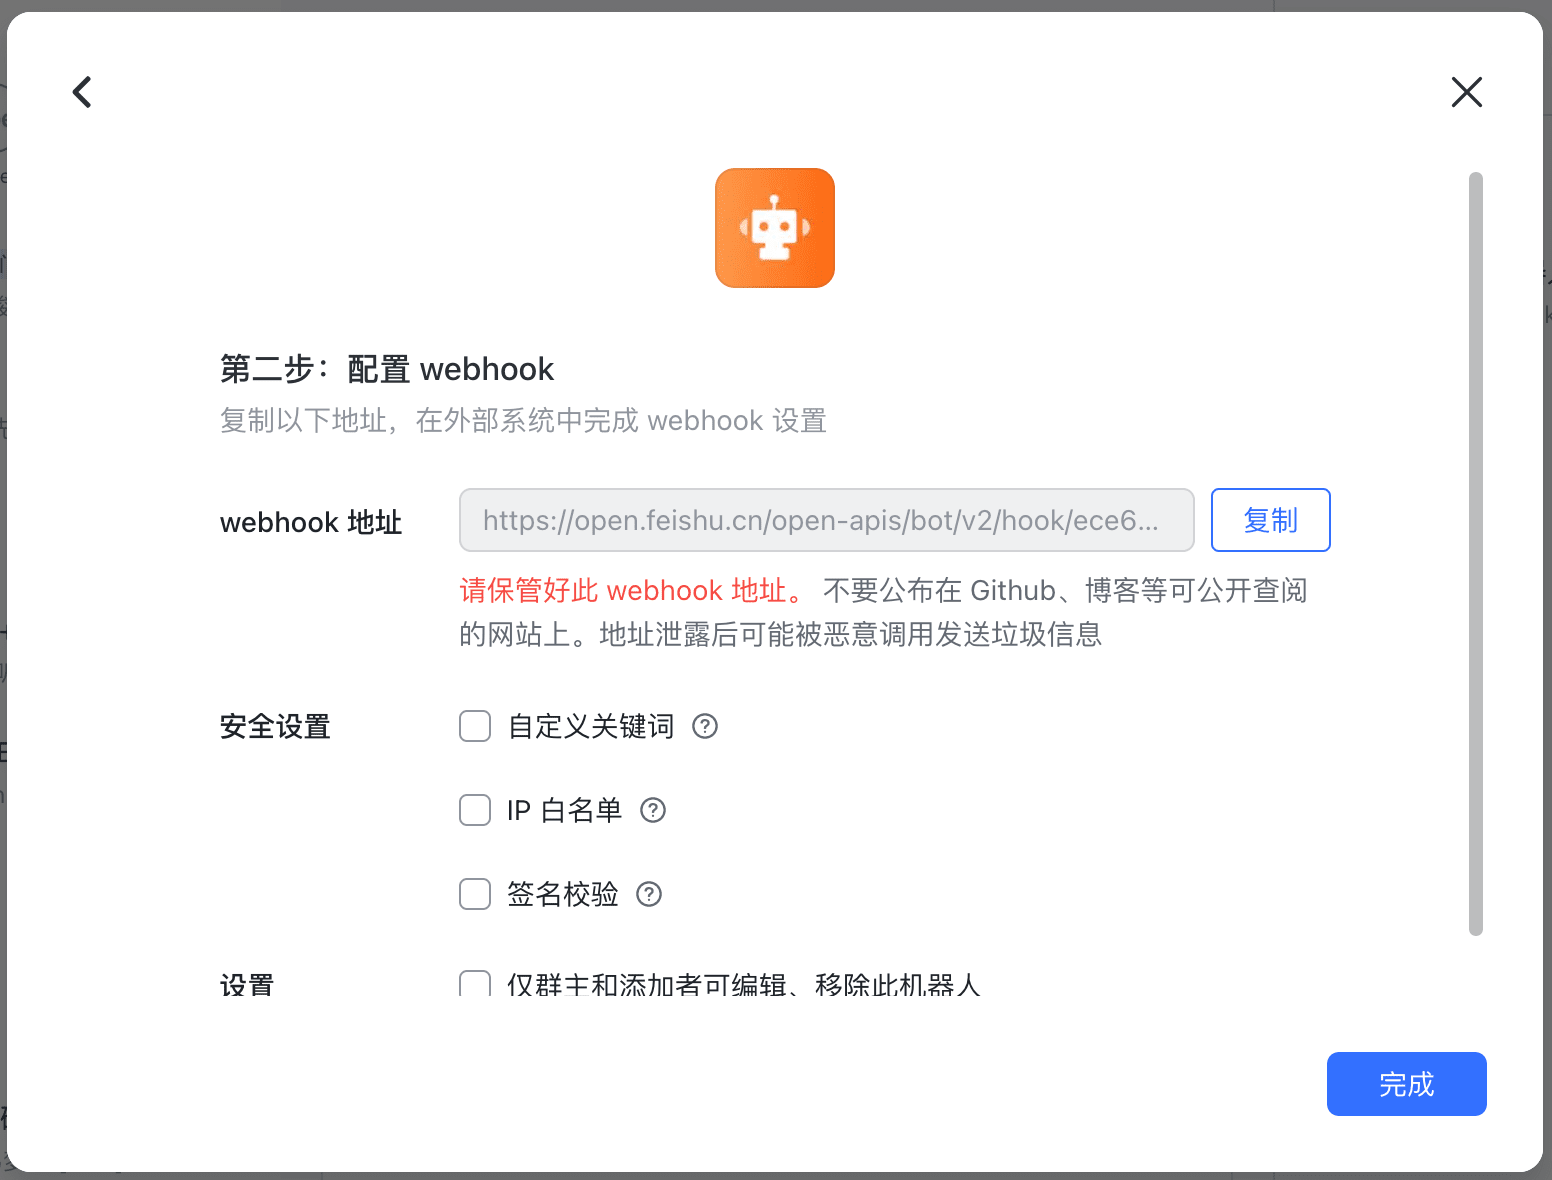 第二步：配置 webhook
复制以下地址，在外部系统中完成 webhook 设置
webhook 地址
https://open.feishu.cn/open-apis/bot/v2/hook/ece6...
复制
请保管好此 webhook 地址。 不要公布在 Github、博客等可公开查阅
的网站上。地址泄露后可能被恶意调用发送垃圾信息
安全设置
自定义关键词
IP 白名单
签名校验
设置
仅群主和添加者可编辑、移除此机器人
完成